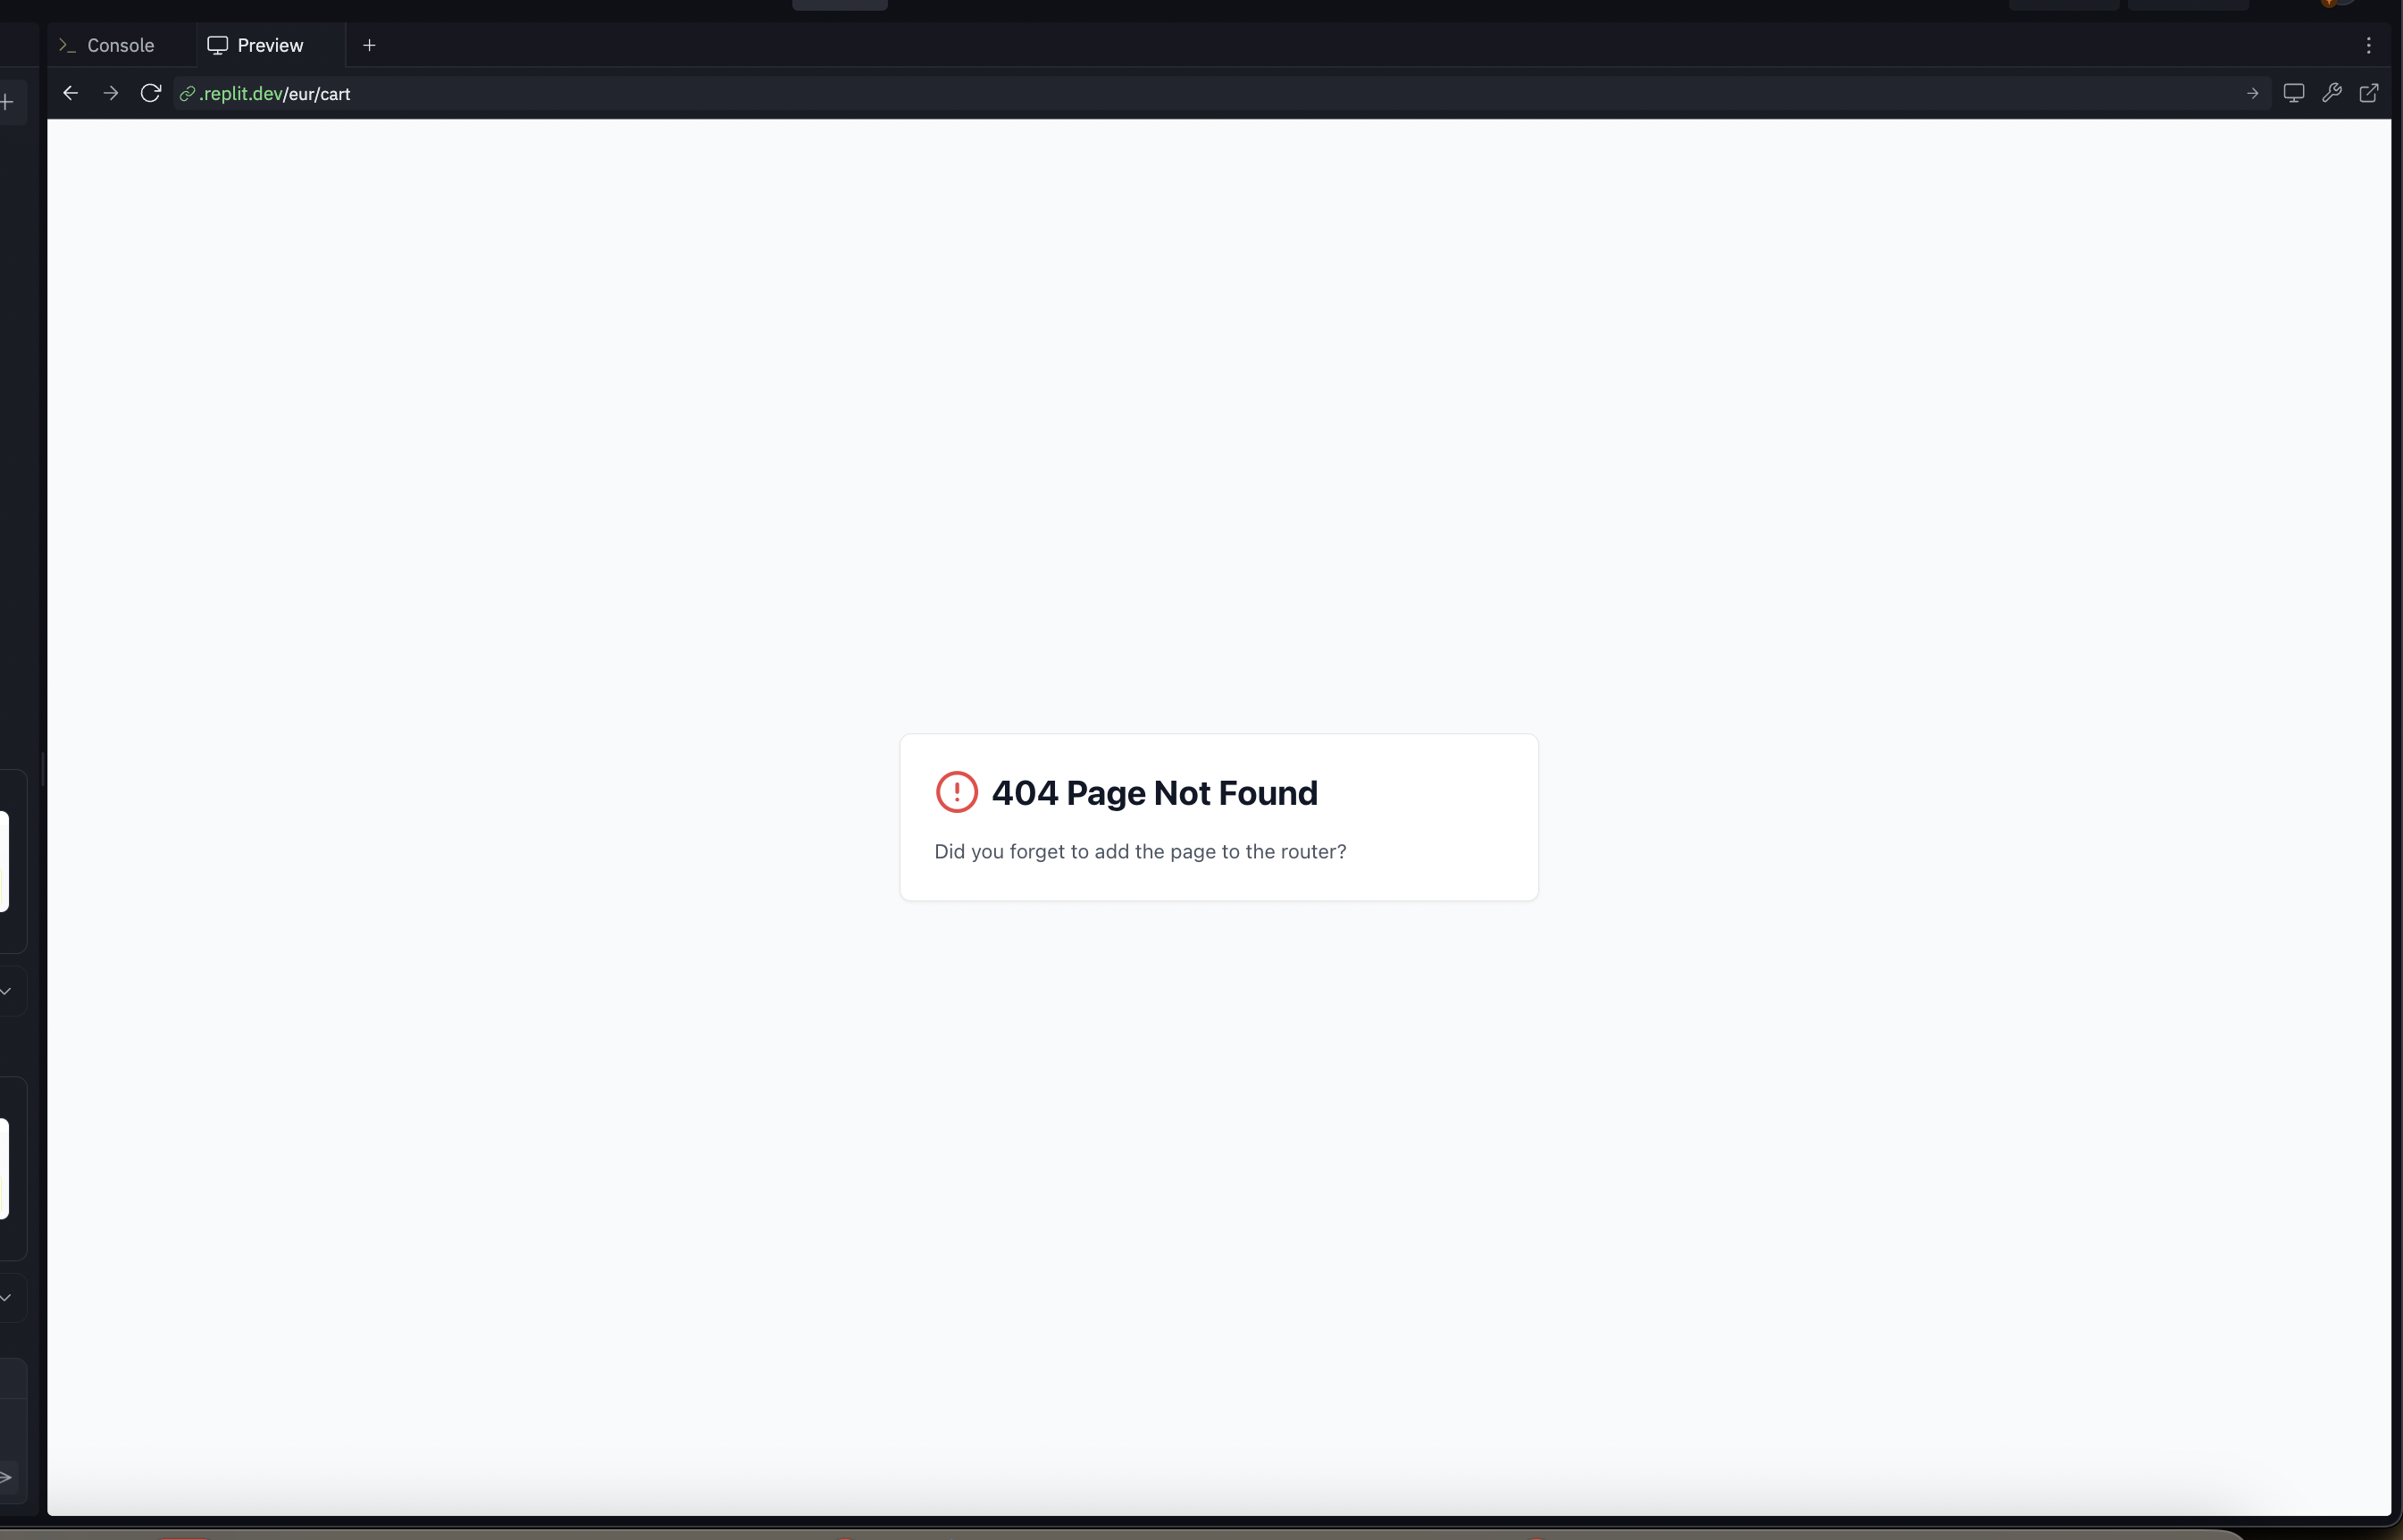 Console
Preview
.replit.dev/eur/cart
404 Page Not Found
Did you forget to add the page to the router?